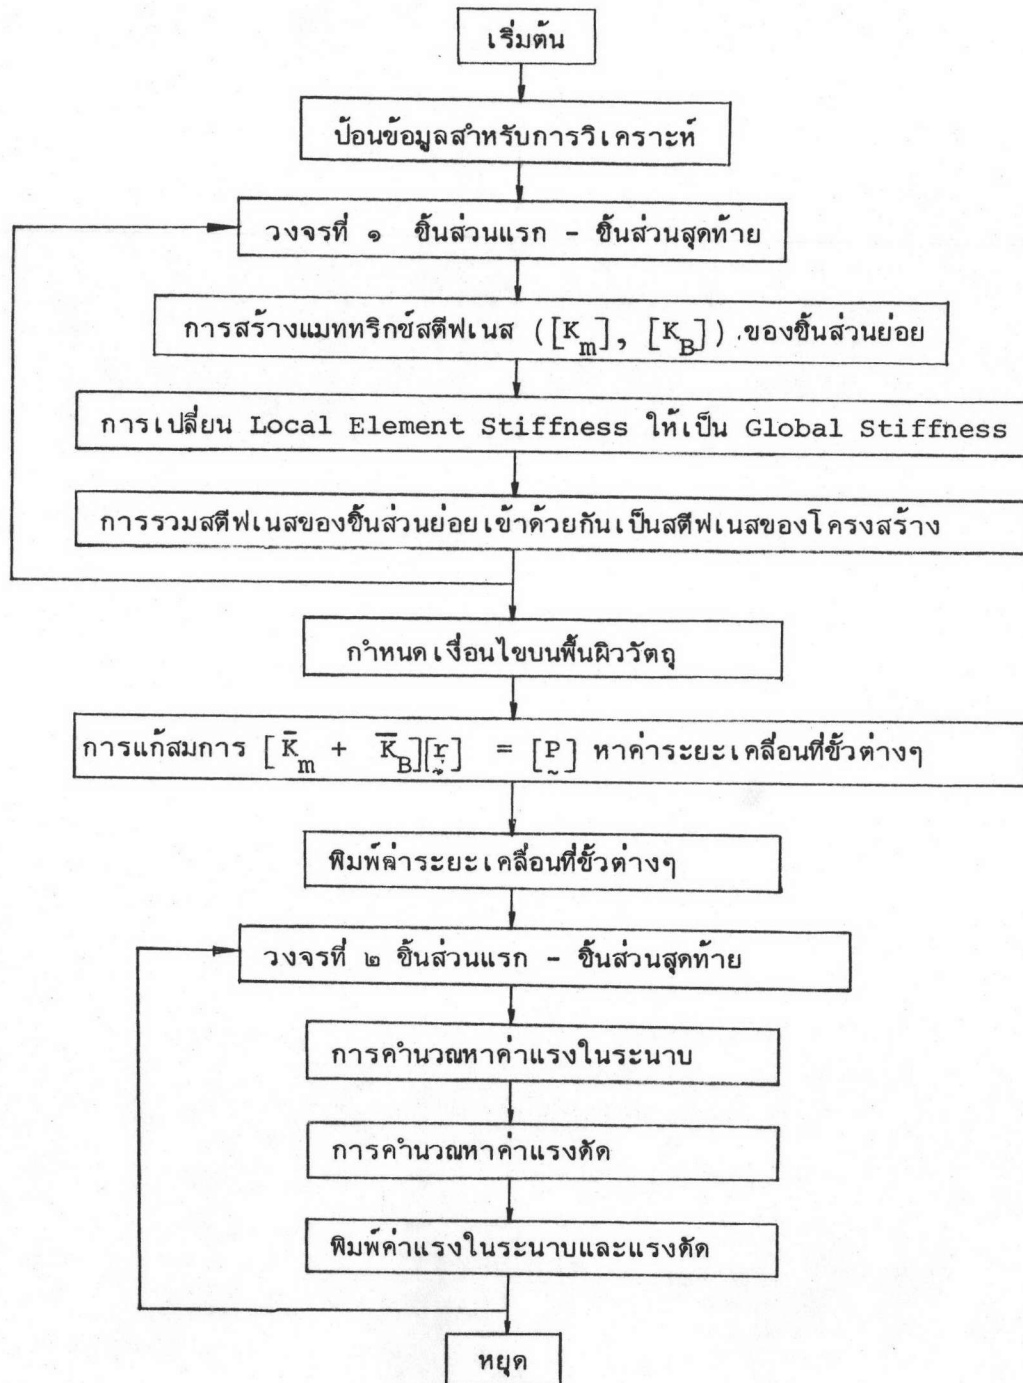 เริ่มต้น
ป้อนข้อมูลสำหรับการวิเคราะห์
วงจรที่ ๑ ชิ้นส่วนแรก - ชิ้นส่วนสุดท้าย
การสร้างแมททริกซ์สตีฟเนส ([K_m], [K_B]) ของชิ้นส่วนย่อย
การเปลี่ยน Local Element Stiffness ให้เป็น Global Stiffness
การรวมสตีฟเนสของชิ้นส่วนย่อยเข้าด้วยกันเป็นสตีฟเนสของโครงสร้าง
กำหนดเงื่อนไขบนพื้นผิววัตถุ
การแก้สมการ [K̅_m + K̅_B][r̰] = [P̰] หาค่าระยะเคลื่อนที่ขั้วต่างๆ
พิมพ์ค่าระยะเคลื่อนที่ขั้วต่างๆ
วงจรที่ ๒ ชิ้นส่วนแรก - ชิ้นส่วนสุดท้าย
การคำนวณหาค่าแรงในระนาบ
การคำนวณหาค่าแรงดัด
พิมพ์ค่าแรงในระนาบและแรงดัด
หยุด